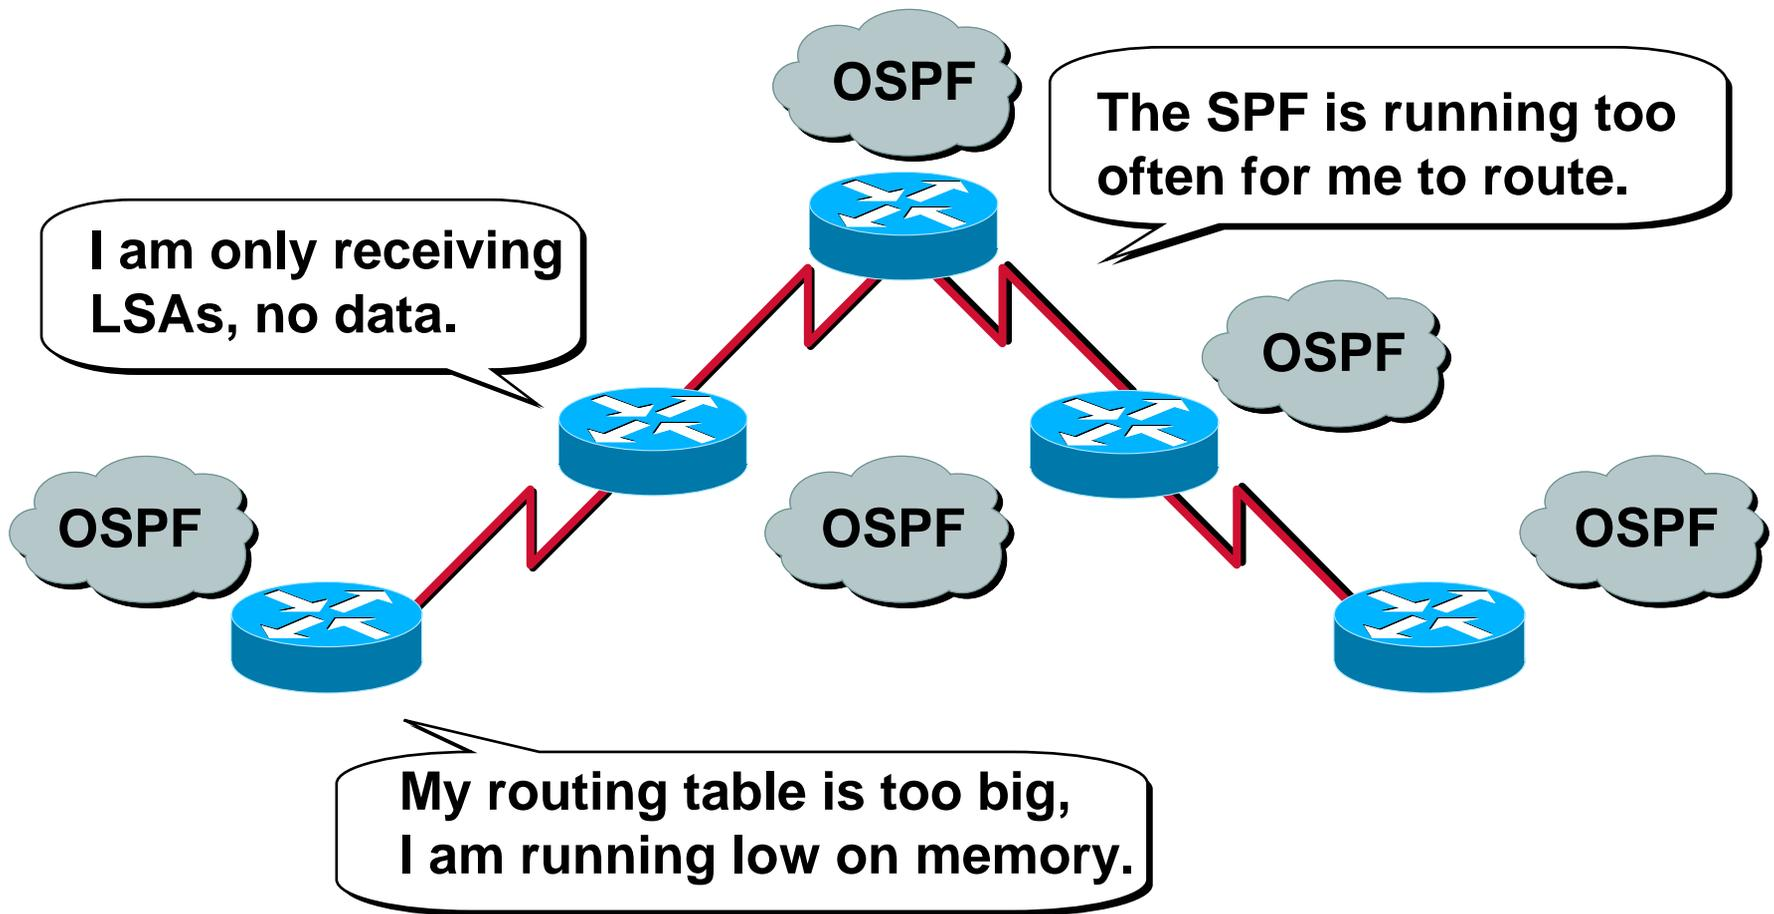 OSPF
The SPF is running too
often for me to route.
I am only receiving
LSAs, no data.
OSPF
OSPF
OSPF
OSPF
My routing table is too big,
I am running low on memory.